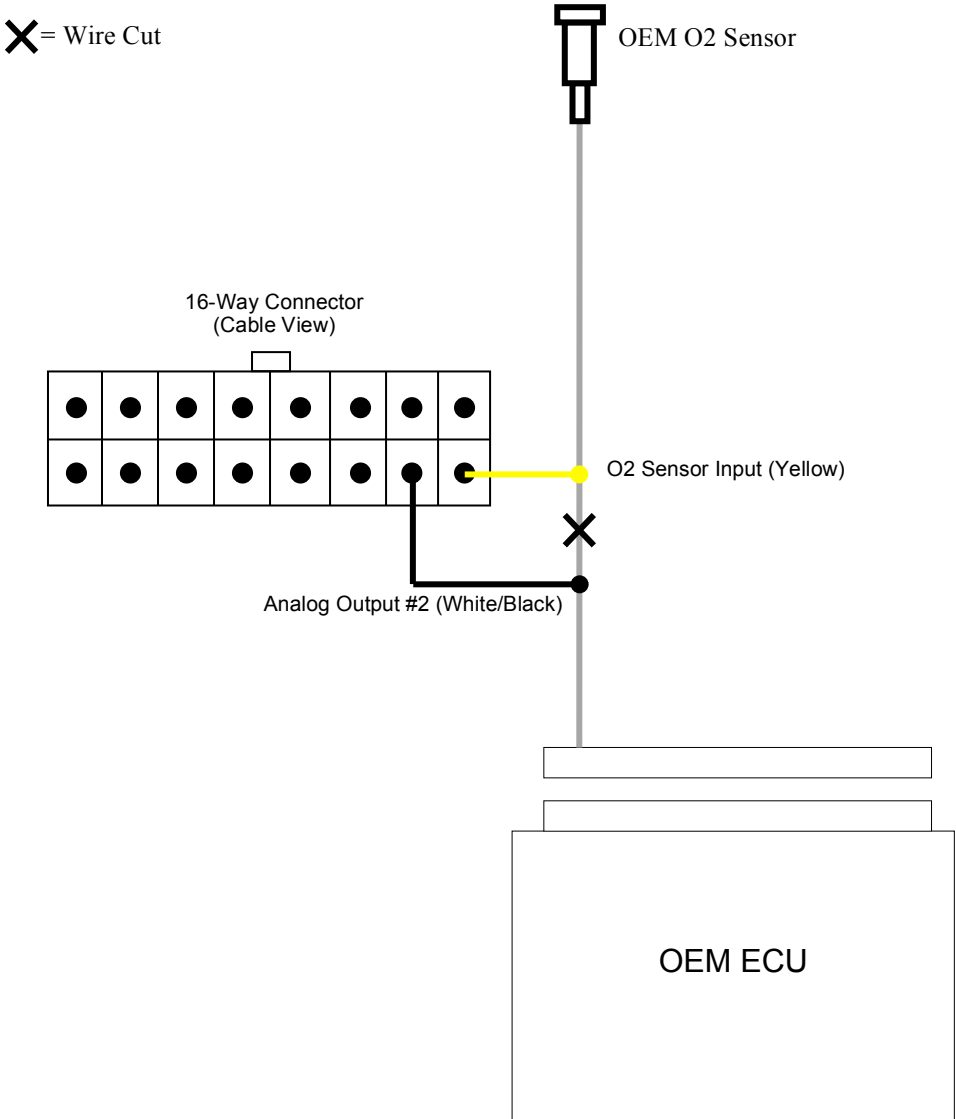 = Wire Cut
OEM O2 Sensor
16-Way Connector
(Cable View)
O2 Sensor Input (Yellow)
Analog Output #2 (White/Black)
OEM ECU